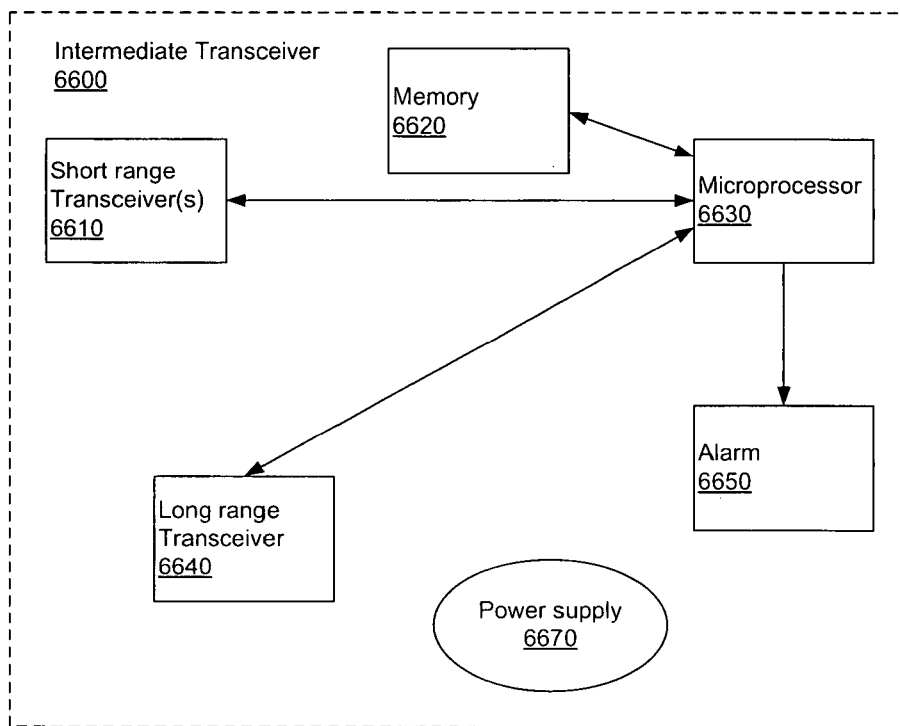 Intermediate Transceiver
6600
Memory
6620
Short range
Transceiver(s)
6610
Microprocessor
6630
Alarm
6650
Long range
Transceiver
6640
Power supply
6670